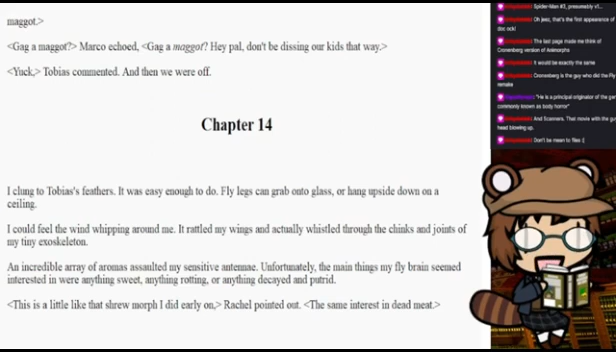 maggot.>
<Gag a maggot?> Marco echoed, <Gag a maggot? Hey pal, don't be dissing our kids that way.>
<Yuck,> Tobias commented. And then we were off.
Chapter 14
I clung to Tobias's feathers. It was easy enough to do. Fly legs can grab onto glass, or hang upside down on a
ceiling.
I could feel the wind whipping around me. It rattled my wings and actually whistled through the chinks and joints of
my tiny exoskeleton.
An incredible array of aromas assaulted my sensitive antennae. Unfortunately, the main things my fly brain seemed
interested in were anything sweet, anything rotting, or anything decayed and putrid.
<This is a little like that shrew morph I did early on,> Rachel pointed out. <The same interest in dead meat.>
Spider-Man #3, presumably v1...
Oh jeez, that's the first appearance of
doc ock!
The last page made me think of
Cronenberg version of Animorphs
It would be exactly the same
Cronenberg is the guy who did the Fly
remake
"He is a principal originator of the gen
commonly known as body horror"
And Scanners. That movie with the guy
head blowing up.
Don't be mean to flies :(